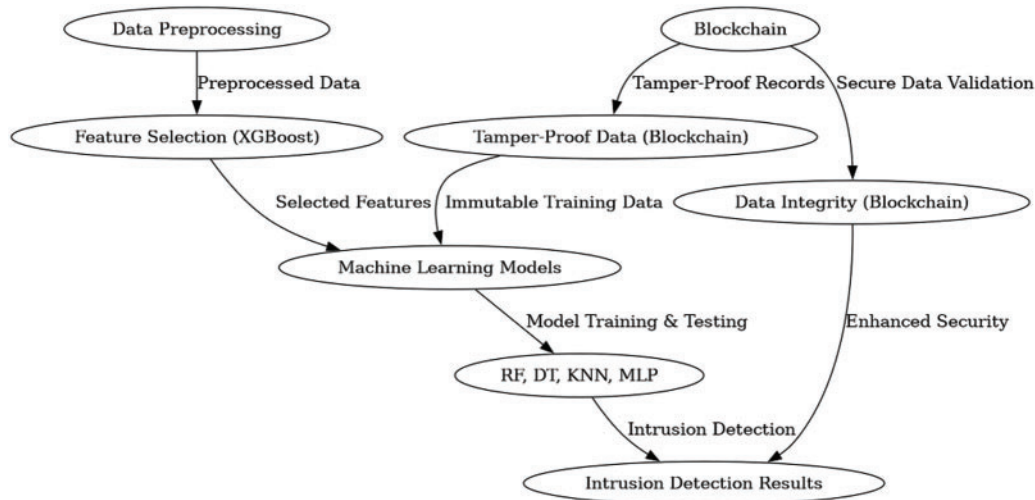 Data Preprocessing
Blockchain
Preprocessed Data
Tamper-Proof Records
Secure Data Validation
Feature Selection (XGBoost)
Tamper-Proof Data (Blockchain)
Selected Features
Immutable Training Data
Data Integrity (Blockchain)
Machine Learning Models
Model Training & Testing
Enhanced Security
RF, DT, KNN, MLP
Intrusion Detection
Intrusion Detection Results